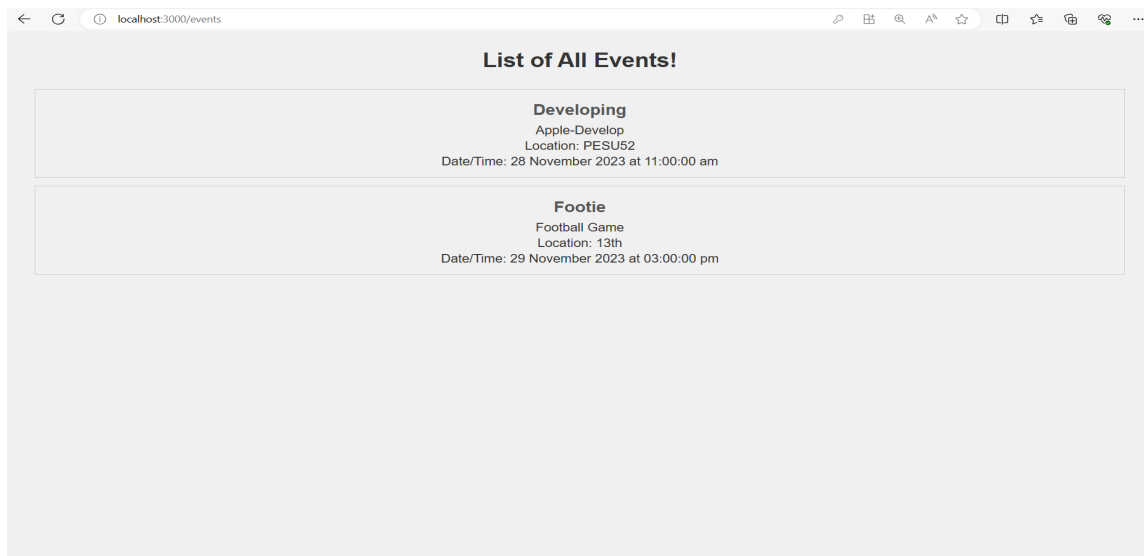 localhost:3000/events
List of All Events!
Developing
Apple-Develop
Location: PESU52
Date/Time: 28 November 2023 at 11:00:00 am
Footie
Football Game
Location: 13th
Date/Time: 29 November 2023 at 03:00:00 pm